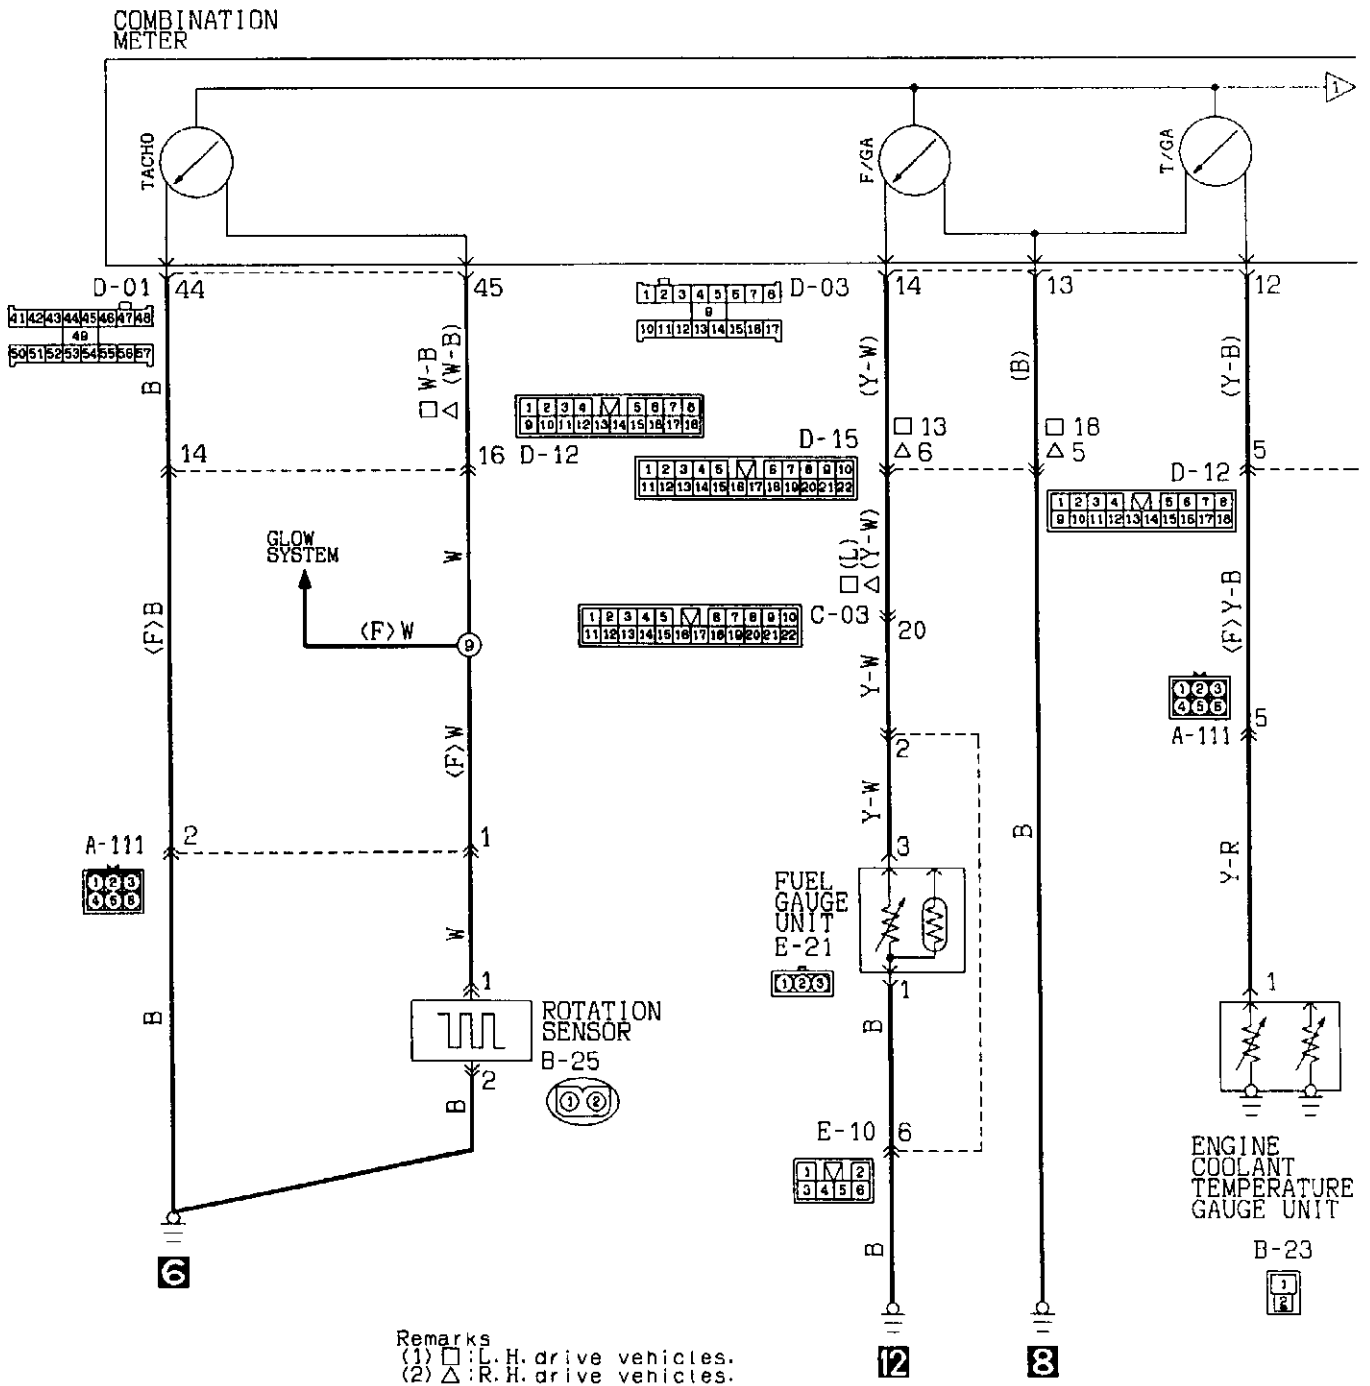 COMBINATION
METER
1
TACHO
F/GA
T/GA
D-01
44
45
D-03
14
13
12
41 42 43 44 45 46 47 48
49
50 51 52 53 54 55 56 57
1 2 3 4 5 6 7 8
9
10 11 12 13 14 15 16 17
B
□ W-B
△ (W-B)
(Y-W)
(B)
(Y-B)
1 2 3 4 5 6 7 8
9 10 11 12 13 14 15 16 17 18
D-12
14
16
D-15
□ 13
△ 6
□ 18
△ 5
5
D-12
1 2 3 4 5 6 7 8 9 10
11 12 13 14 15 16 17 18 19 20 21 22
1 2 3 4 5 6 7 8
9 10 11 12 13 14 15 16 17 18
GLOW
SYSTEM
W
□ (L)
△ (Y-W)
(F)B
(F)W
9
1 2 3 4 5 6 7 8 9 10
11 12 13 14 15 16 17 18 19 20 21 22
C-03
20
(F)Y-B
Y-W
1 2 3
4 5 6
A-111
5
(F)W
2
Y-W
B
A-111
2
1
3
Y-R
1 2 3
4 5 6
W
FUEL
GAUGE
UNIT
E-21
1 2 3
1
1
1
B
ROTATION
SENSOR
B-25
1 2
2
B
B
E-10
6
1 2
3 4 5 6
ENGINE
COOLANT
TEMPERATURE
GAUGE UNIT
B-23
1
2
B
6
12
8
Remarks
(1) □ : L.H. drive vehicles.
(2) △ : R.H. drive vehicles.